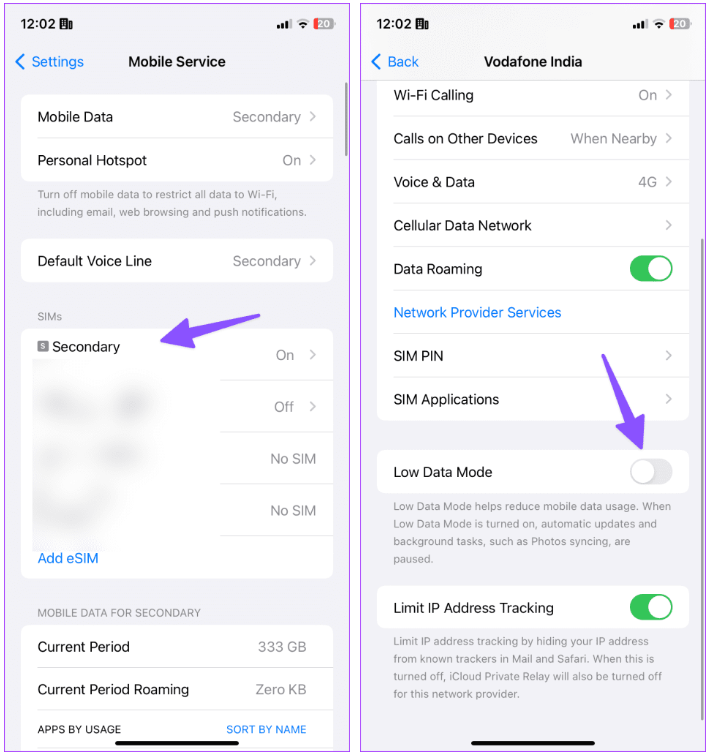 12:02
20
Settings
Mobile Service
Mobile Data
Secondary
Personal Hotspot
On
Turn off mobile data to restrict all data to Wi-Fi,
including email, web browsing and push notifications.
Default Voice Line
Secondary
SIMs
S Secondary
On
Off
No SIM
No SIM
Add eSIM
MOBILE DATA FOR SECONDARY
Current Period
333 GB
Current Period Roaming
Zero KB
APPS BY USAGE
SORT BY NAME
12:02
20
Back
Vodafone India
Wi-Fi Calling
On
Calls on Other Devices
When Nearby
Voice & Data
4G
Cellular Data Network
Data Roaming
Network Provider Services
SIM PIN
SIM Applications
Low Data Mode
Low Data Mode helps reduce mobile data usage. When
Low Data Mode is turned on, automatic updates and
background tasks, such as Photos syncing, are
paused.
Limit IP Address Tracking
Limit IP address tracking by hiding your IP address
from known trackers in Mail and Safari. When this is
turned off, iCloud Private Relay will also be turned off
for this network provider.